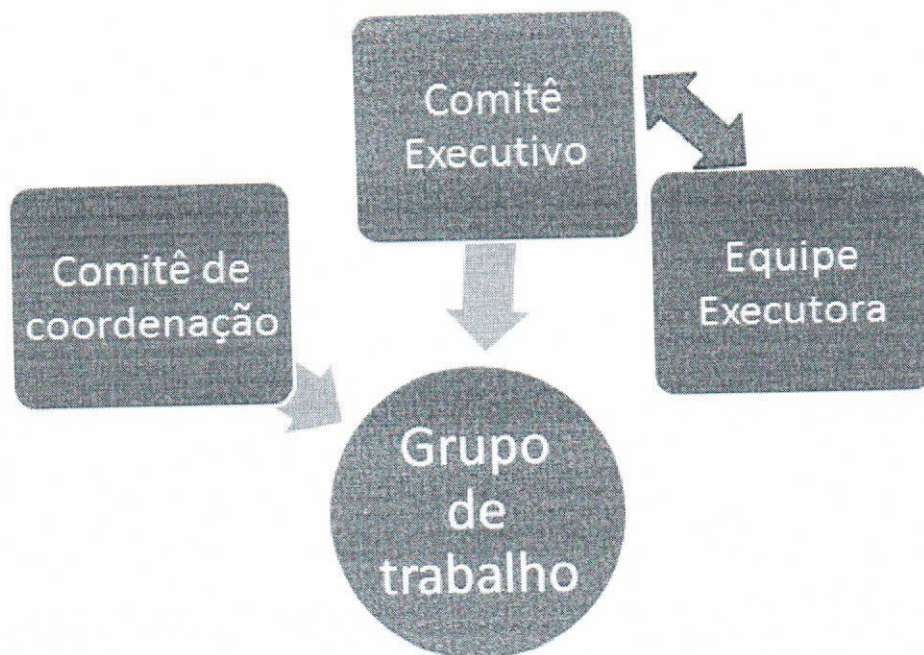 Comitê
Executivo
Comitê de
coordenação
Equipe
Executora
Grupo
de
trabalho